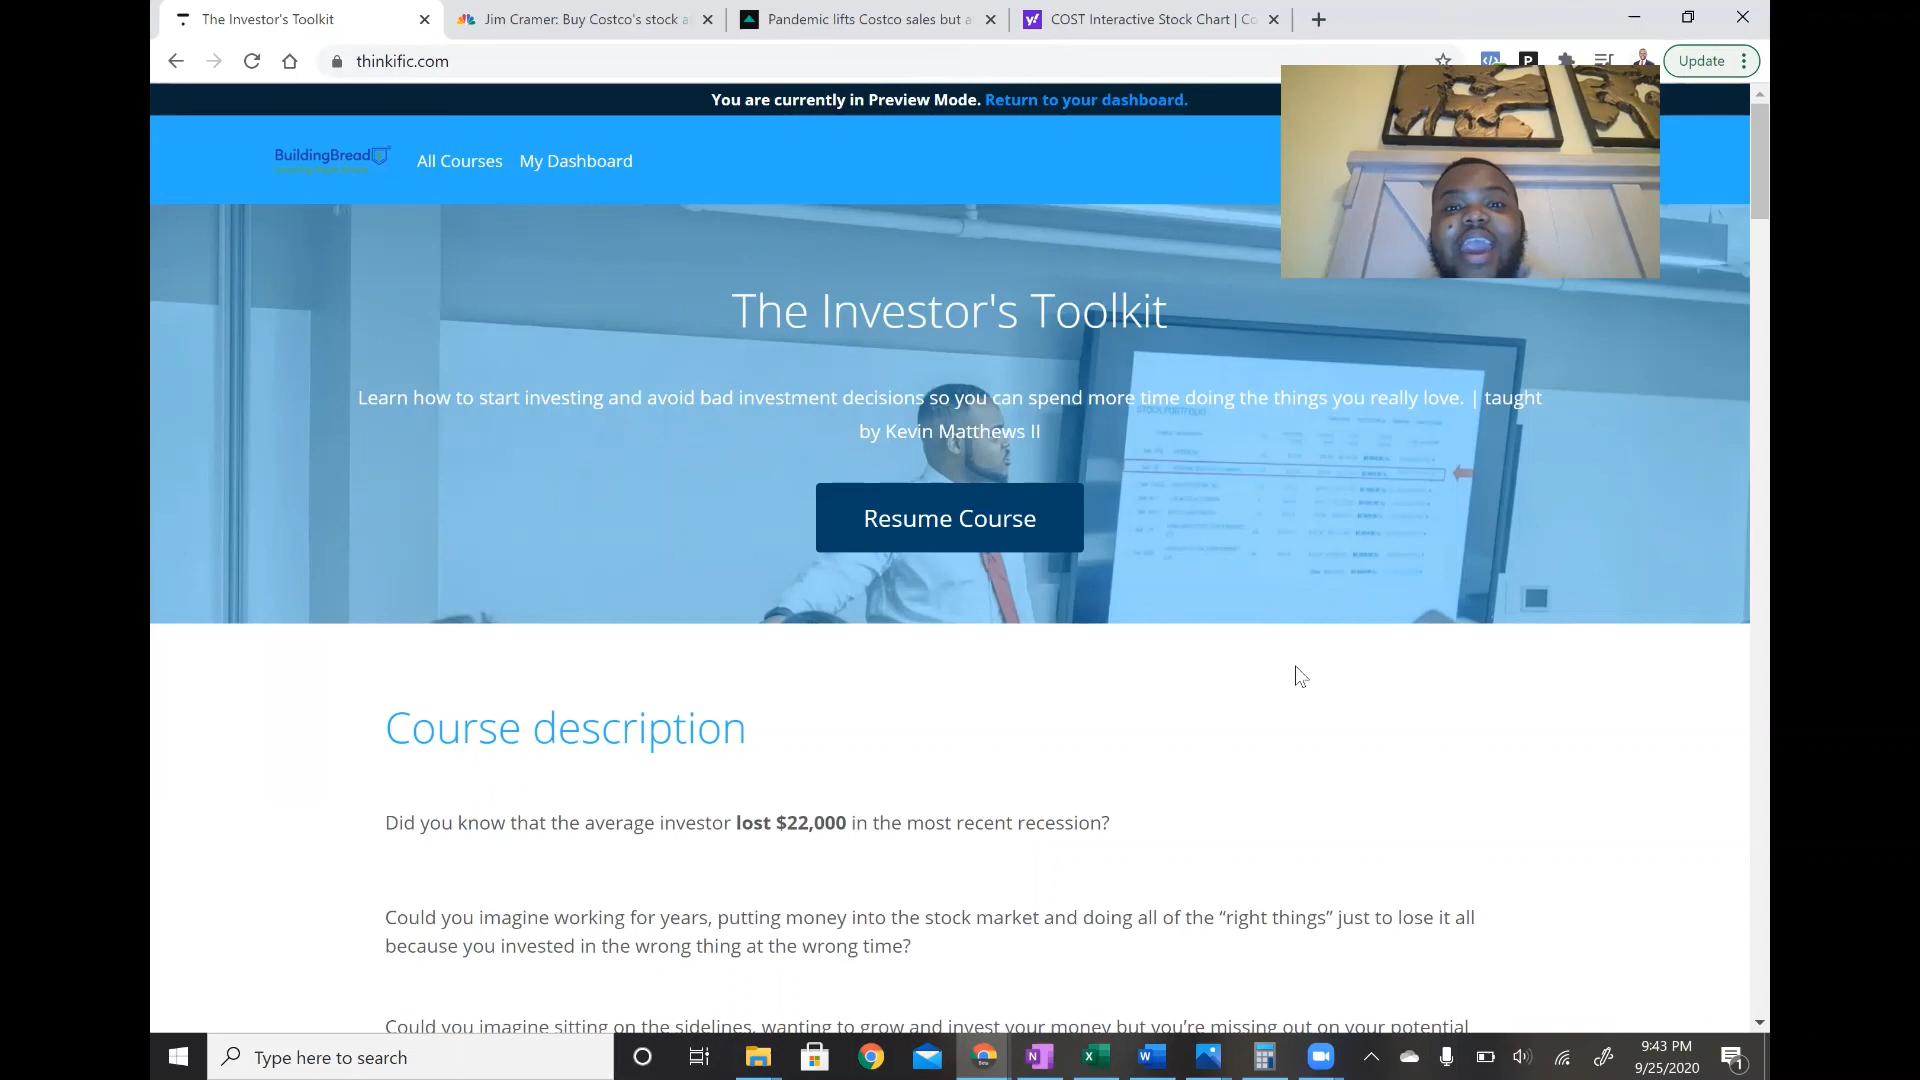 The Investor's Toolkit
Jim Cramer: Buy Costco's stock a
Pandemic lifts Costco sales but a
COST Interactive Stock Chart | Co
thinkific.com
Update
You are currently in Preview Mode. Return to your dashboard.
BuildingBread
All Courses
My Dashboard
The Investor's Toolkit
Learn how to start investing and avoid bad investment decisions so you can spend more time doing the things you really love. | taught
by Kevin Matthews II
STOCK PORTFOLIO
Resume Course
Course description
Did you know that the average investor lost $22,000 in the most recent recession?
Could you imagine working for years, putting money into the stock market and doing all of the “right things” just to lose it all
because you invested in the wrong thing at the wrong time?
Could you imagine sitting on the sidelines, wanting to grow and invest your money but you’re missing out on your potential
Type here to search
9:43 PM
9/25/2020
1